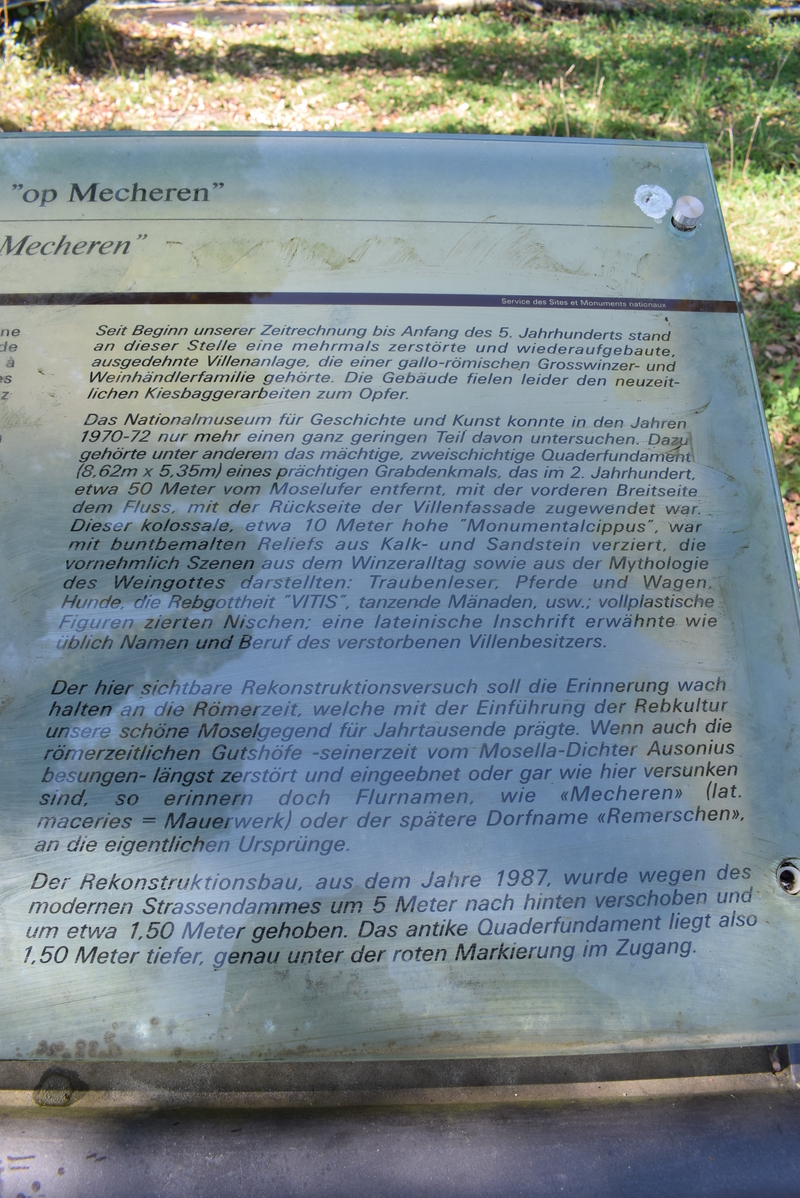 "op Mecheren"
Mecheren"
Service des Sites et Monuments nationaux
ne
de
à
es
z
Seit Beginn unserer Zeitrechnung bis Anfang des 5. Jahrhunderts stand
an dieser Stelle eine mehrmals zerstörte und wiederaufgebaute,
ausgedehnte Villenanlage, die einer gallo-römischen Grosswinzer- und
Weinhändlerfamilie gehörte. Die Gebäude fielen leider den neuzeit-
lichen Kiesbaggerarbeiten zum Opfer.
Das Nationalmuseum für Geschichte und Kunst konnte in den Jahren
1970-72 nur mehr einen ganz geringen Teil davon untersuchen. Dazu
gehörte unter anderem das mächtige, zweischichtige Quaderfundament
(8,62m x 5,35m) eines prächtigen Grabdenkmals, das im 2. Jahrhundert,
etwa 50 Meter vom Moselufer entfernt, mit der vorderen Breitseite
dem Fluss, mit der Rückseite der Villenfassade zugewendet war.
Dieser kolossale, etwa 10 Meter hohe "Monumentalcippus", war
mit buntbemalten Reliefs aus Kalk- und Sandstein verziert, die
vornehmlich Szenen aus dem Winzeralltag sowie aus der Mythologie
des Weingottes darstellten: Traubenleser, Pferde und Wagen,
Hunde, die Rebgottheit "VITIS", tanzende Mänaden, usw.; vollplastische
Figuren zierten Nischen; eine lateinische Inschrift erwähnte wie
üblich Namen und Beruf des verstorbenen Villenbesitzers.
Der hier sichtbare Rekonstruktionsversuch soll die Erinnerung wach
halten an die Römerzeit, welche mit der Einführung der Rebkultur
unsere schöne Moselgegend für Jahrtausende prägte. Wenn auch die
römerzeitlichen Gutshöfe -seinerzeit vom Mosella-Dichter Ausonius
besungen- längst zerstört und eingeebnet oder gar wie hier versunken
sind, so erinnern doch Flurnamen, wie «Mecheren» (lat.
maceries = Mauerwerk) oder der spätere Dorfname «Remerschen»,
an die eigentlichen Ursprünge.
Der Rekonstruktionsbau, aus dem Jahre 1987, wurde wegen des
modernen Strassendammes um 5 Meter nach hinten verschoben und
um etwa 1,50 Meter gehoben. Das antike Quaderfundament liegt also
1,50 Meter tiefer, genau unter der roten Markierung im Zugang.